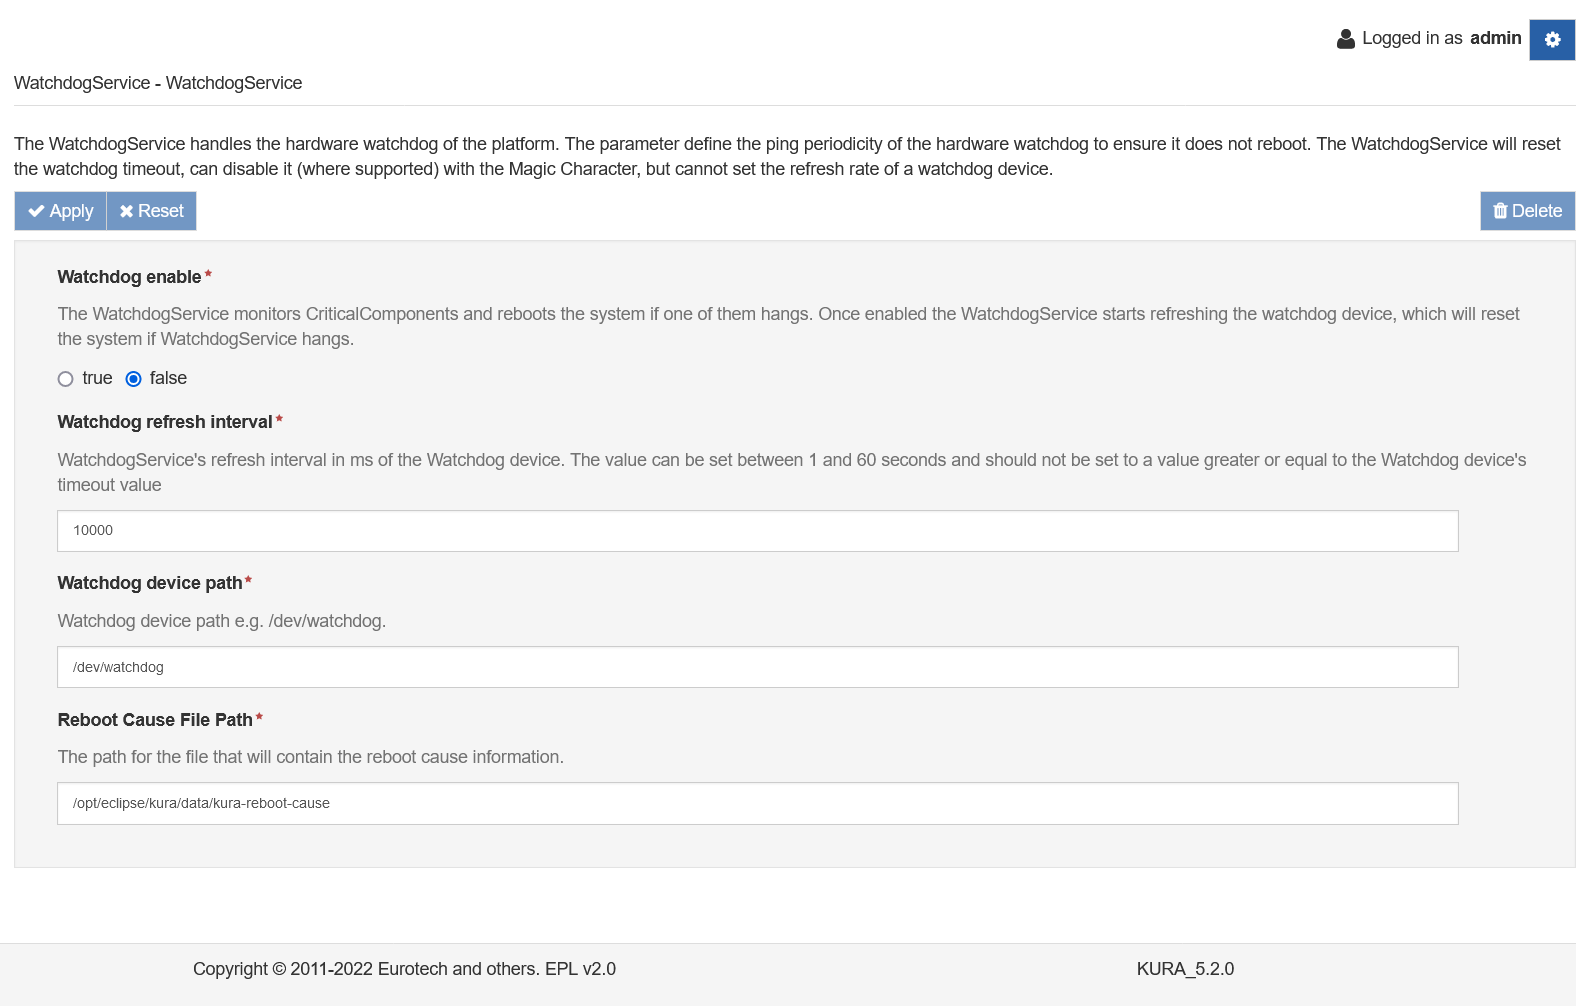 Logged in as admin
WatchdogService - WatchdogService
The WatchdogService handles the hardware watchdog of the platform. The parameter define the ping periodicity of the hardware watchdog to ensure it does not reboot. The WatchdogService will reset
the watchdog timeout, can disable it (where supported) with the Magic Character, but cannot set the refresh rate of a watchdog device.
Apply Reset Delete
Watchdog enable*
The WatchdogService monitors CriticalComponents and reboots the system if one of them hangs. Once enabled the WatchdogService starts refreshing the watchdog device, which will reset
the system if WatchdogService hangs.
true false
Watchdog refresh interval*
WatchdogService's refresh interval in ms of the Watchdog device. The value can be set between 1 and 60 seconds and should not be set to a value greater or equal to the Watchdog device's
timeout value
10000
Watchdog device path*
Watchdog device path e.g. /dev/watchdog.
/dev/watchdog
Reboot Cause File Path*
The path for the file that will contain the reboot cause information.
/opt/eclipse/kura/data/kura-reboot-cause
Copyright © 2011-2022 Eurotech and others. EPL v2.0 KURA_5.2.0